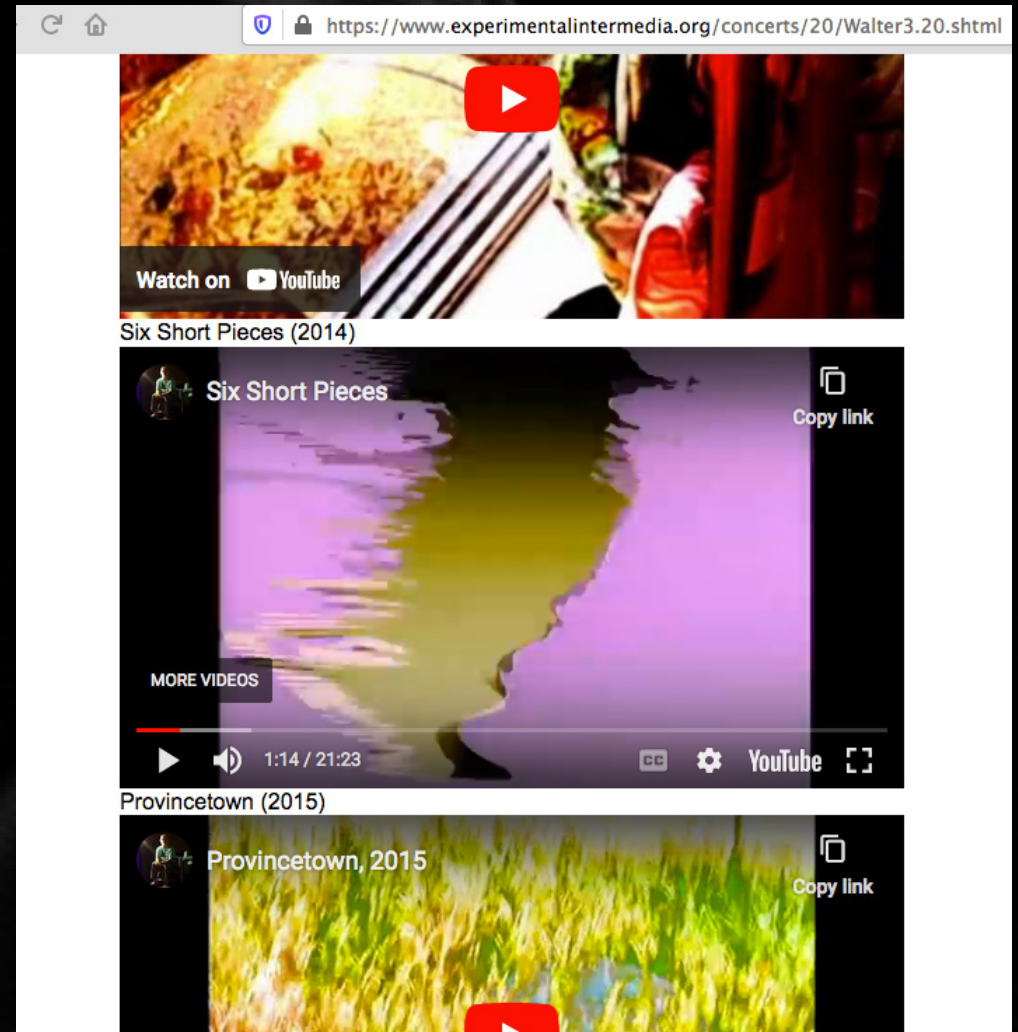 https://www.experimentalintermedia.org/concerts/20/Walter3.20.shtml
Watch on YouTube
Six Short Pieces (2014)
Six Short Pieces
Copy link
MORE VIDEOS
1:14 / 21:23 CC YouTube
Provincetown (2015)
Provincetown, 2015
Copy link